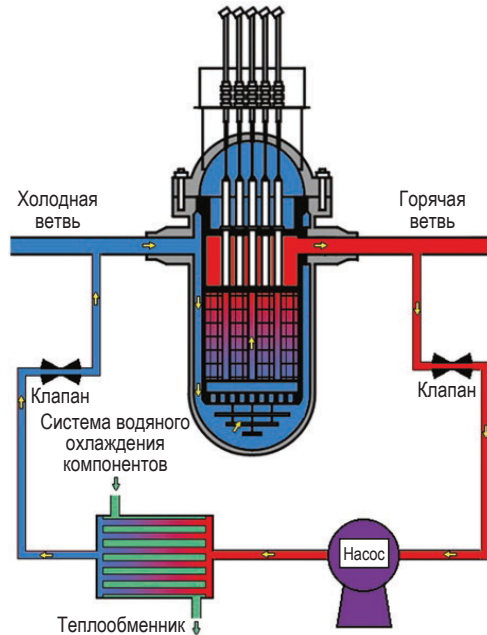 Холодная
ветвь
Горячая
ветвь
Клапан
Клапан
Система водяного
охлаждения
компонентов
Насос
Теплообменник